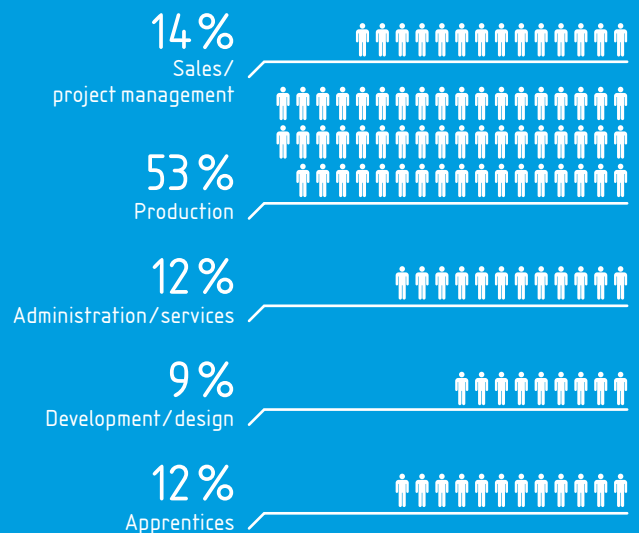 14 %
Sales/
project management
53 %
Production
12 %
Administration/services
9 %
Development/design
12 %
Apprentices